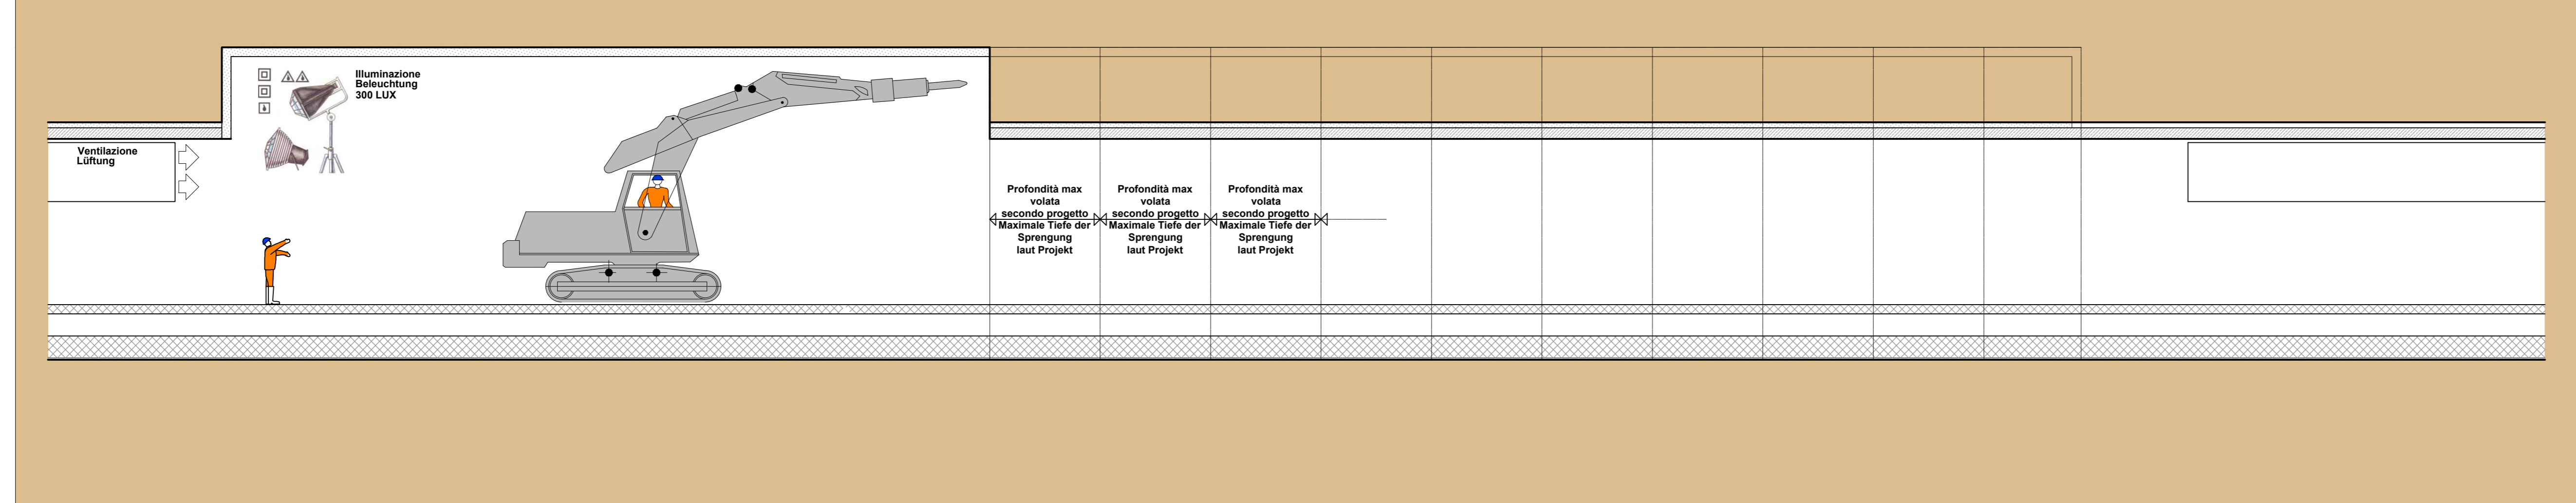 Illuminazione
Beleuchtung
300 LUX
Ventilazione
Lüftung
Profondità max
volata
secondo progetto
Maximale Tiefe der
Sprengung
laut Projekt
Profondità max
volata
secondo progetto
Maximale Tiefe der
Sprengung
laut Projekt
Profondità max
volata
secondo progetto
Maximale Tiefe der
Sprengung
laut Projekt